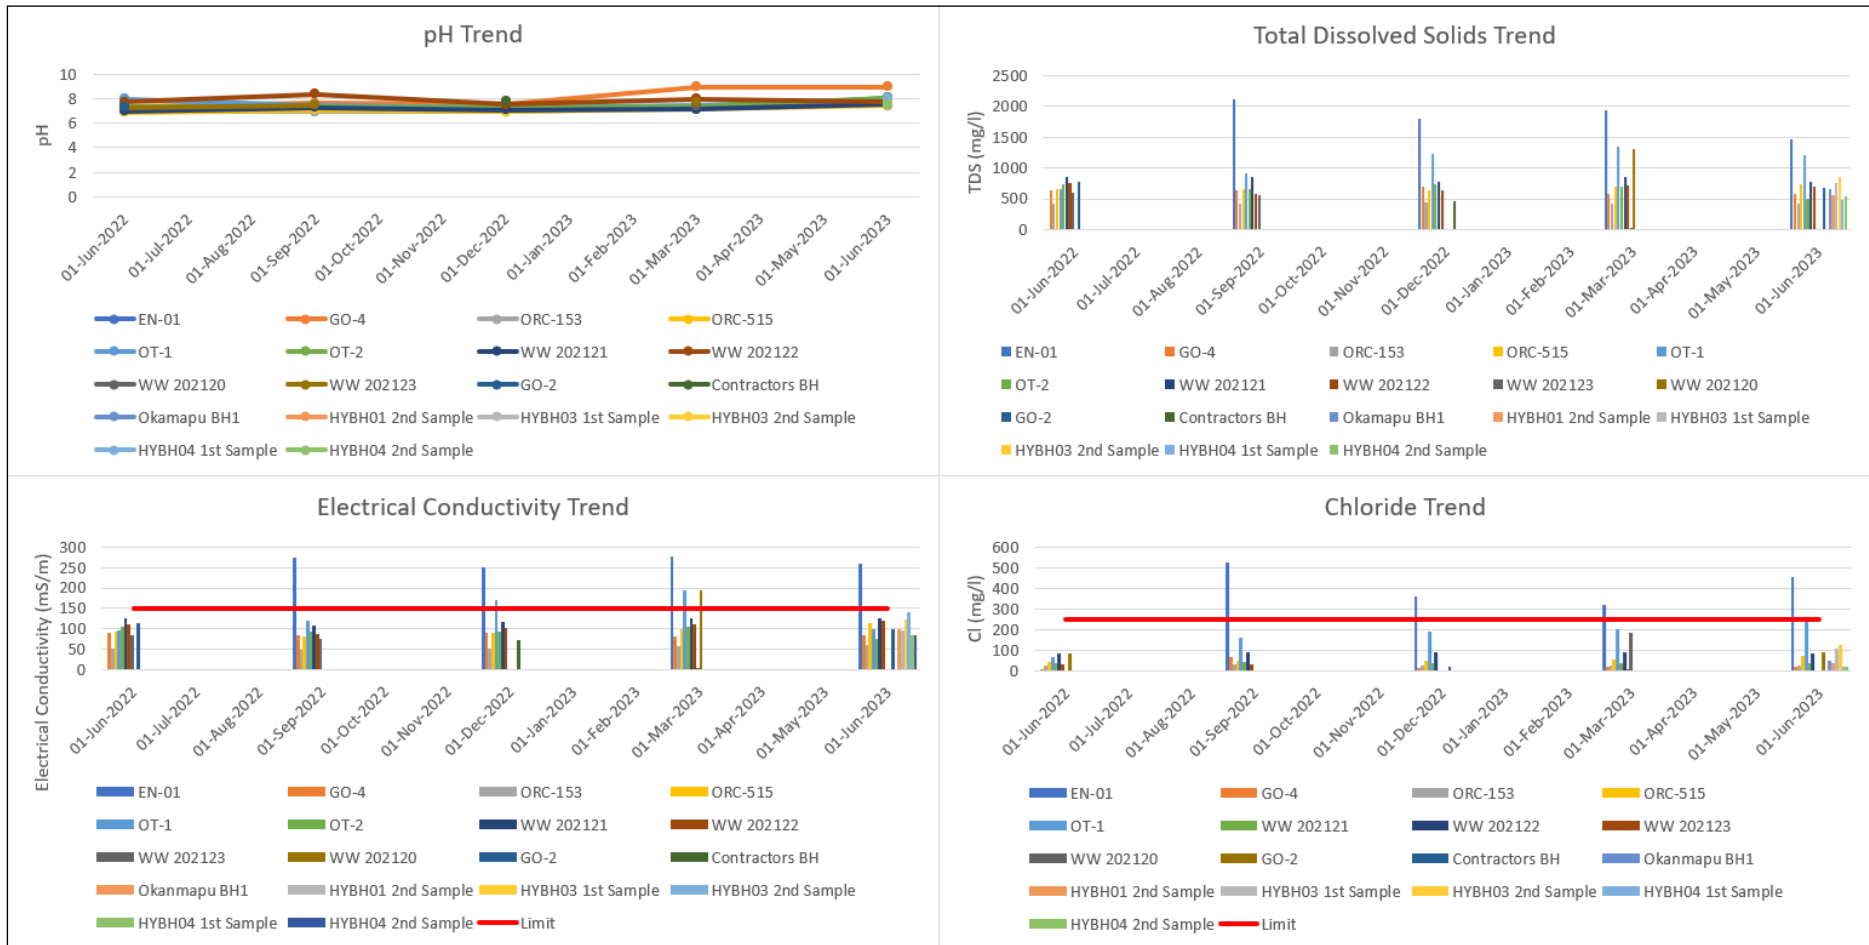 pH Trend
10
8
6
4
2
0
pH
01-Jun-2022
01-Jul-2022
01-Aug-2022
01-Sep-2022
01-Oct-2022
01-Nov-2022
01-Dec-2022
01-Jan-2023
01-Feb-2023
01-Mar-2023
01-Apr-2023
01-May-2023
01-Jun-2023
EN-01 GO-4 ORC-153 ORC-515
OT-1 OT-2 WW 202121 WW 202122
WW 202120 WW 202123 GO-2 Contractors BH
Okamapu BH1 HYBH01 2nd Sample HYBH03 1st Sample HYBH03 2nd Sample
HYBH04 1st Sample HYBH04 2nd Sample
Total Dissolved Solids Trend
2500
2000
1500
1000
500
0
TDS (mg/l)
01-Jun-2022
01-Jul-2022
01-Aug-2022
01-Sep-2022
01-Oct-2022
01-Nov-2022
01-Dec-2022
01-Jan-2023
01-Feb-2023
01-Mar-2023
01-Apr-2023
01-May-2023
01-Jun-2023
EN-01 GO-4 ORC-153 ORC-515 OT-1
OT-2 WW 202121 WW 202122 WW 202123 WW 202120
GO-2 Contractors BH Okamapu BH1 HYBH01 2nd Sample HYBH03 1st Sample
HYBH03 2nd Sample HYBH04 1st Sample HYBH04 2nd Sample
Electrical Conductivity Trend
300
250
200
150
100
50
0
Electrical Conductivity (mS/m)
01-Jun-2022
01-Jul-2022
01-Aug-2022
01-Sep-2022
01-Oct-2022
01-Nov-2022
01-Dec-2022
01-Jan-2023
01-Feb-2023
01-Mar-2023
01-Apr-2023
01-May-2023
01-Jun-2023
EN-01 GO-4 ORC-153 ORC-515
OT-1 OT-2 WW 202121 WW 202122
WW 202123 WW 202120 GO-2 Contractors BH
Okanmapu BH1 HYBH01 2nd Sample HYBH03 1st Sample HYBH03 2nd Sample
HYBH04 1st Sample HYBH04 2nd Sample Limit
Chloride Trend
600
500
400
300
200
100
0
Cl (mg/l)
01-Jun-2022
01-Jul-2022
01-Aug-2022
01-Sep-2022
01-Oct-2022
01-Nov-2022
01-Dec-2022
01-Jan-2023
01-Feb-2023
01-Mar-2023
01-Apr-2023
01-May-2023
01-Jun-2023
EN-01 GO-4 ORC-153 ORC-515
OT-1 WW 202121 WW 202122 WW 202123
WW 202120 GO-2 Contractors BH Okanmapu BH1
HYBH01 2nd Sample HYBH03 1st Sample HYBH03 2nd Sample HYBH04 1st Sample
HYBH04 2nd Sample Limit